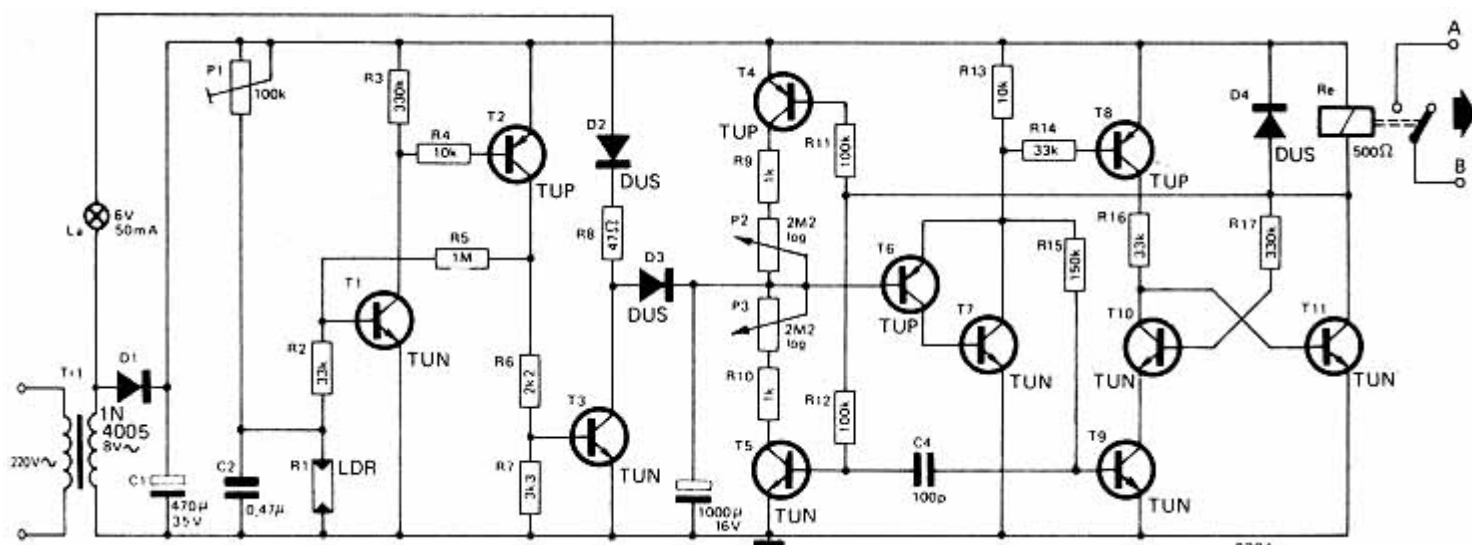 P1
100k
La
6V
50mA
Tr1
220V~
D1
1N
4005
8V~
C1
470µ
35V
C2
0,47µ
R1
LDR
R2
33k
R3
330k
R4
10k
T2
TUP
R5
1M
T1
TUN
R6
2k2
R7
3k3
T3
TUN
D2
DUS
R8
47Ω
D3
DUS
1000µ
16V
T4
TUP
R9
1k
P2
2M2
log
P3
2M2
log
R10
1k
T5
TUN
R11
100k
R12
100k
C4
100p
T6
TUP
T7
TUN
R13
10k
R14
33k
R15
150k
T8
TUP
R16
33k
T10
TUN
T9
TUN
R17
330k
D4
DUS
T11
TUN
Re
500Ω
A
B